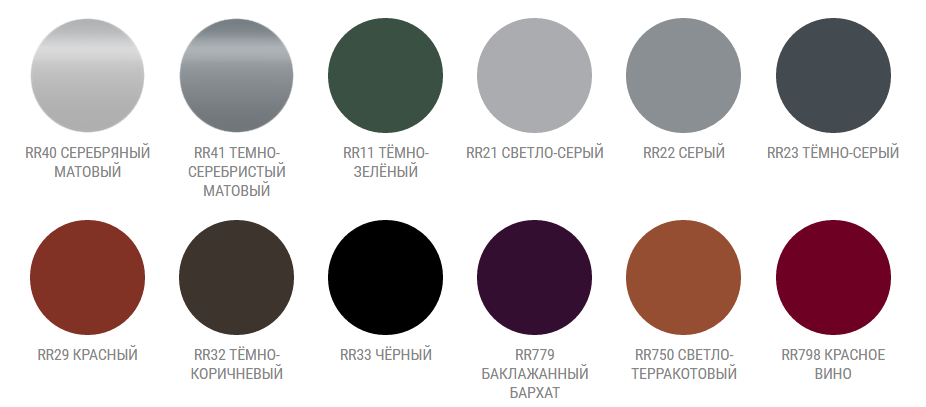 RR40 СЕРЕБРЯНЫЙ
МАТОВЫЙ
RR41 ТЕМНО-
СЕРЕБРИСТЫЙ
МАТОВЫЙ
RR11 ТЁМНО-
ЗЕЛЁНЫЙ
RR21 СВЕТЛО-СЕРЫЙ
RR22 СЕРЫЙ
RR23 ТЁМНО-СЕРЫЙ
RR29 КРАСНЫЙ
RR32 ТЁМНО-
КОРИЧНЕВЫЙ
RR33 ЧЁРНЫЙ
RR779
БАКЛАЖАННЫЙ
БАРХАТ
RR750 СВЕТЛО-
ТЕРРАКОТОВЫЙ
RR798 КРАСНОЕ
ВИНО